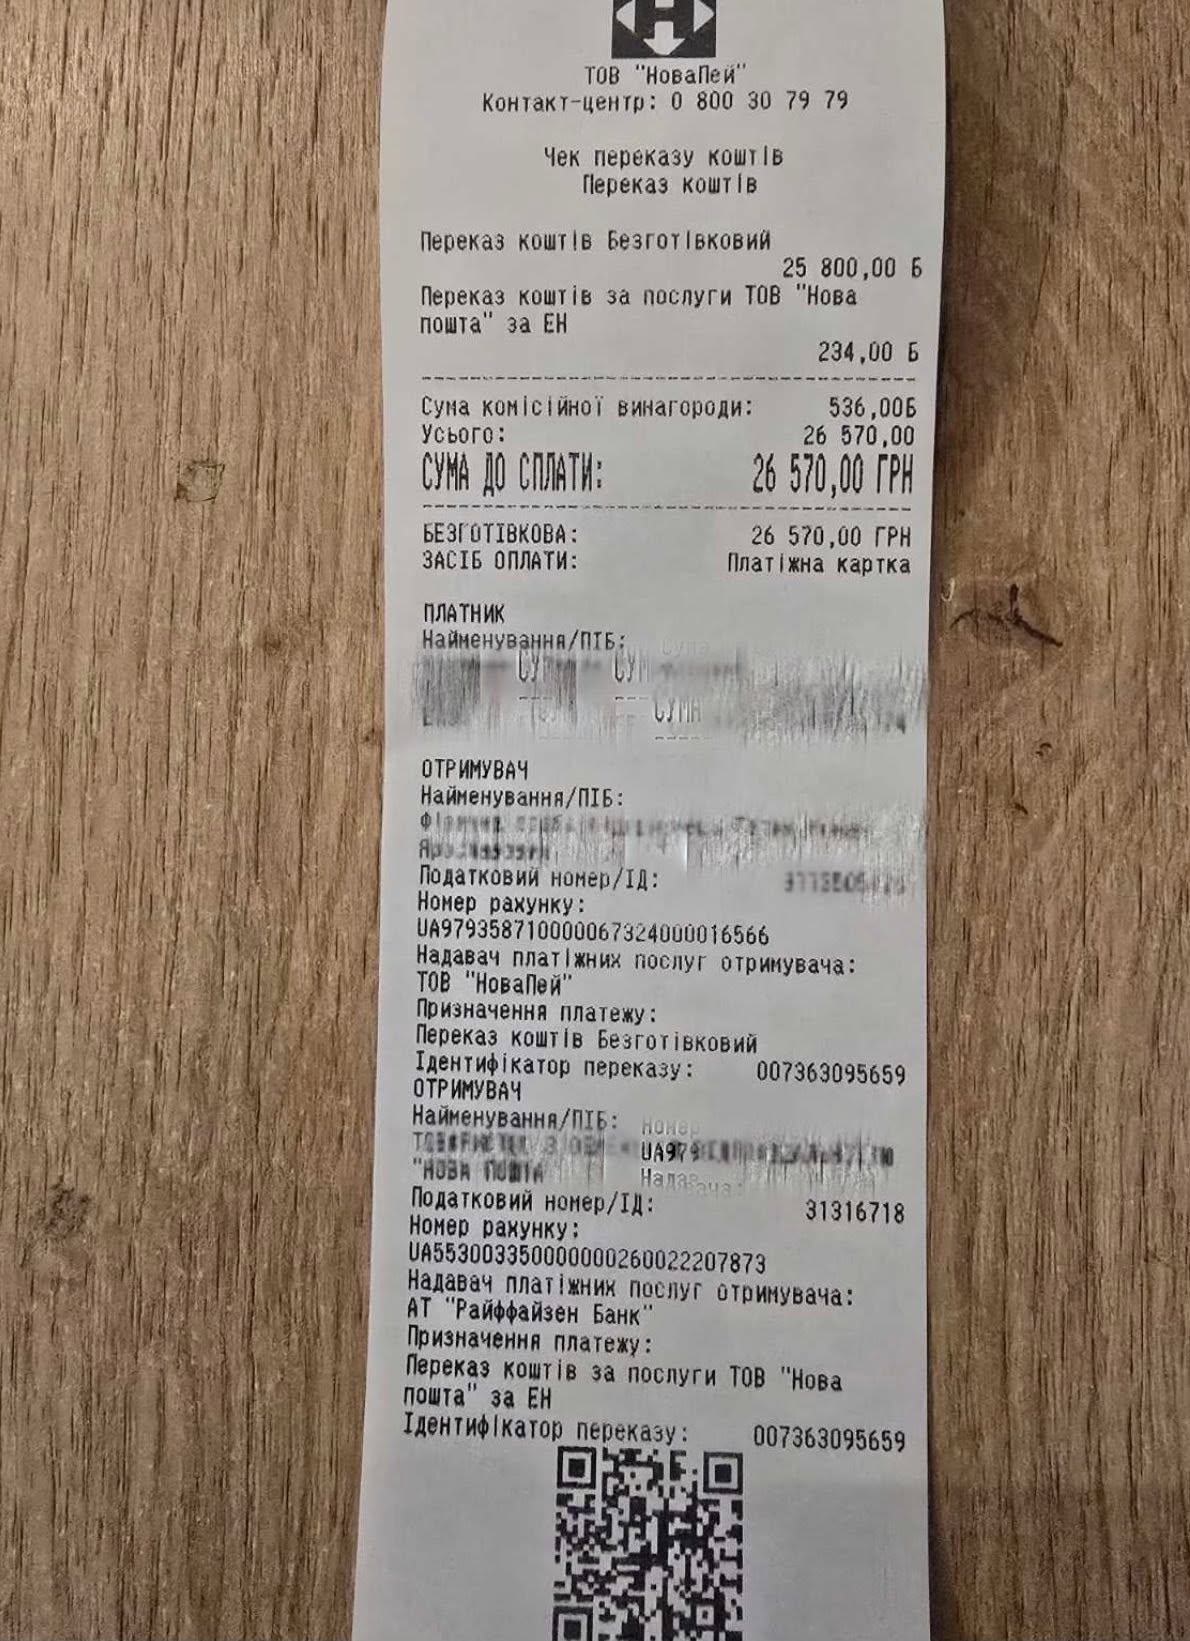 ТОВ "НоваПей"
Контакт-центр: 0 800 30 79 79
Чек переказу коштів
Переказ коштів
Переказ коштів Безготівковий
25 800,00 Б
Переказ коштів за послуги ТОВ "Нова
пошта" за ЕН
234,00 Б
Сума комісійної винагороди: 536,00Б
Усього: 26 570,00
СУМА ДО СПЛАТИ: 26 570,00 ГРН
БЕЗГОТІВКОВА: 26 570,00 ГРН
ЗАСІБ ОПЛАТИ: Платіжна картка
ПЛАТНИК
Найменування/ПІБ:
СУМА
ОТРИМУВАЧ
Найменування/ПІБ:
Податковий номер/ІД:
Номер рахунку:
UA979358710000067324000016566
Надавач платіжних послуг отримувача:
ТОВ "НоваПей"
Призначення платежу:
Переказ коштів Безготівковий
Ідентифікатор переказу: 007363095659
ОТРИМУВАЧ
Найменування/ПІБ:
UA979
"НОВА ПОШТА
Податковий номер/ІД: 31316718
Номер рахунку:
UA553003350000000260022207873
Надавач платіжних послуг отримувача:
АТ "Райффайзен Банк"
Призначення платежу:
Переказ коштів за послуги ТОВ "Нова
пошта" за ЕН
Ідентифікатор переказу: 007363095659